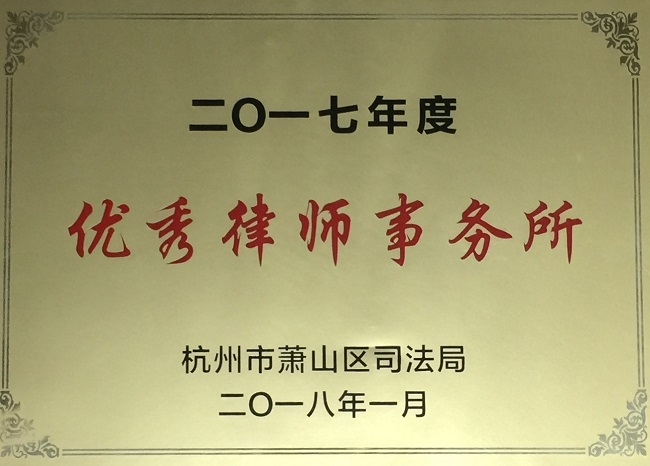 二〇一七年度
优秀律师事务所
杭州市萧山区司法局
二〇一八年一月